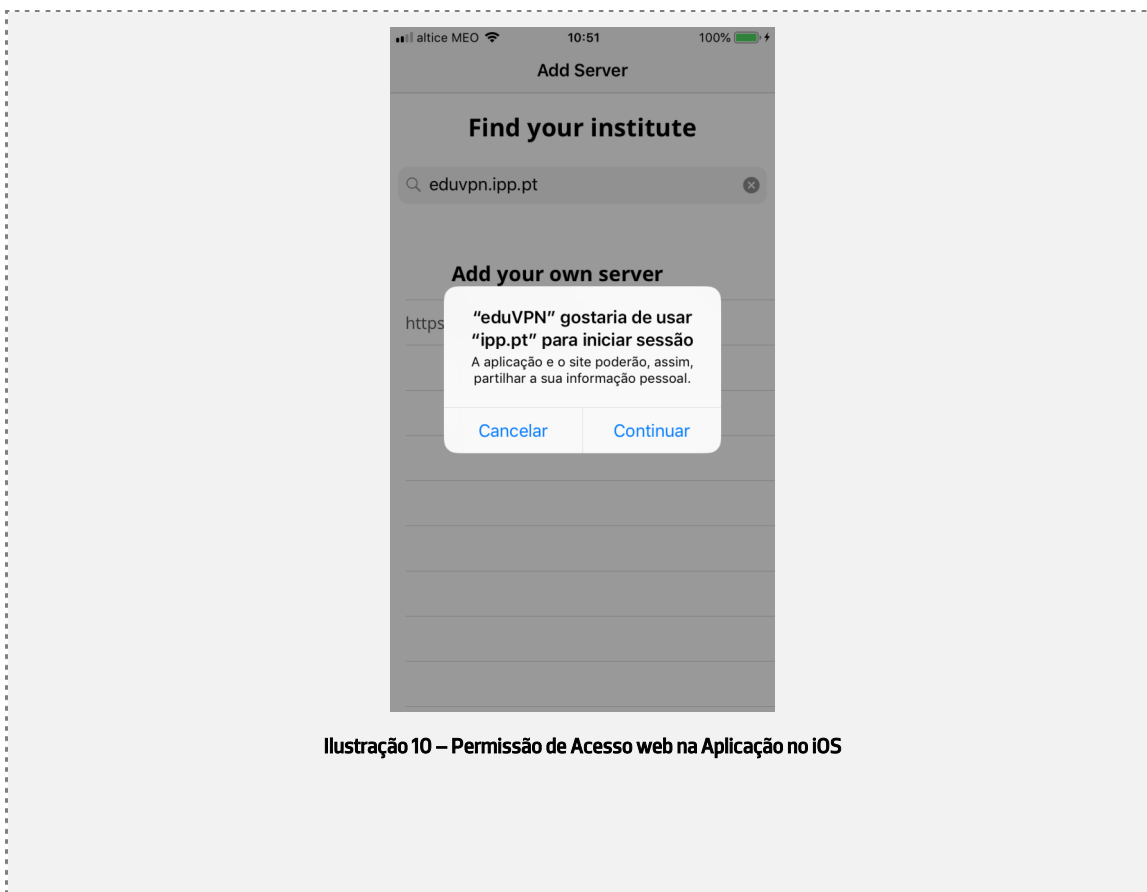 altice MEO 10:51 100%
Add Server
Find your institute
eduvpn.ipp.pt
Add your own server
https
“eduVPN” gostaria de usar
“ipp.pt” para iniciar sessão
A aplicação e o site poderão, assim,
partilhar a sua informação pessoal.
Cancelar Continuar
Ilustração 10 – Permissão de Acesso web na Aplicação no iOS